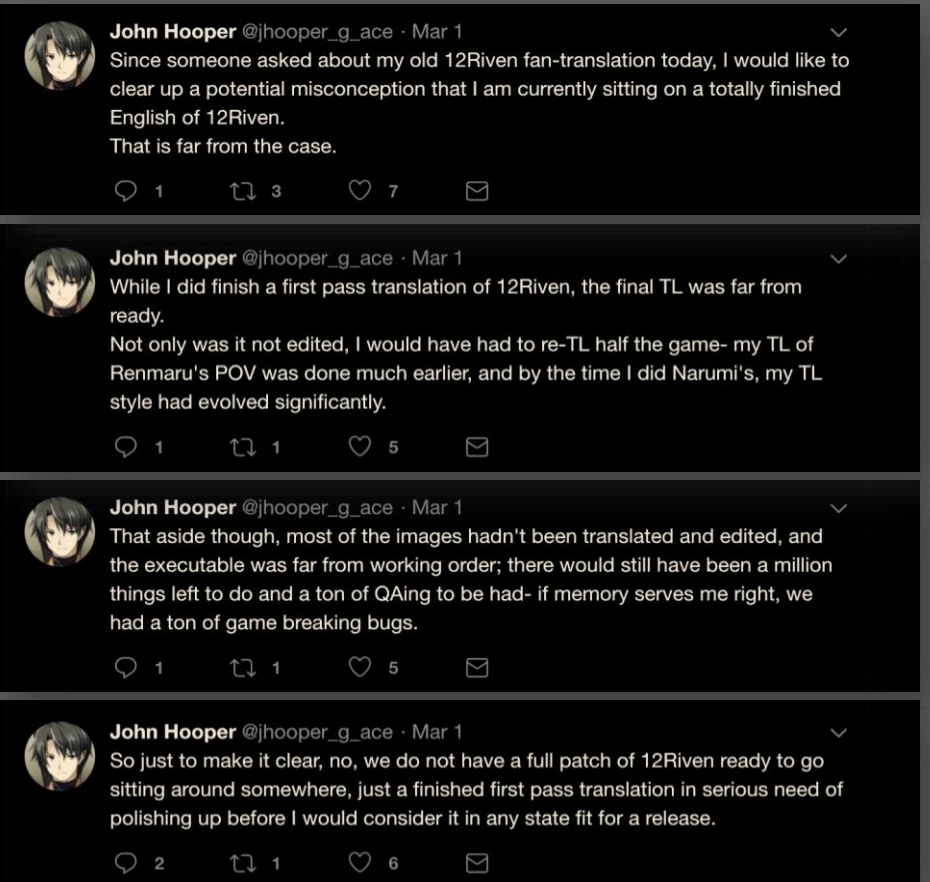 John Hooper @jhooper_g_ace · Mar 1
Since someone asked about my old 12Riven fan-translation today, I would like to
clear up a potential misconception that I am currently sitting on a totally finished
English of 12Riven.
That is far from the case.
1 3 7
John Hooper @jhooper_g_ace · Mar 1
While I did finish a first pass translation of 12Riven, the final TL was far from
ready.
Not only was it not edited, I would have had to re-TL half the game- my TL of
Renmaru's POV was done much earlier, and by the time I did Narumi's, my TL
style had evolved significantly.
1 1 5
John Hooper @jhooper_g_ace · Mar 1
That aside though, most of the images hadn't been translated and edited, and
the executable was far from working order; there would still have been a million
things left to do and a ton of QAing to be had- if memory serves me right, we
had a ton of game breaking bugs.
1 1 5
John Hooper @jhooper_g_ace · Mar 1
So just to make it clear, no, we do not have a full patch of 12Riven ready to go
sitting around somewhere, just a finished first pass translation in serious need of
polishing up before I would consider it in any state fit for a release.
2 1 6